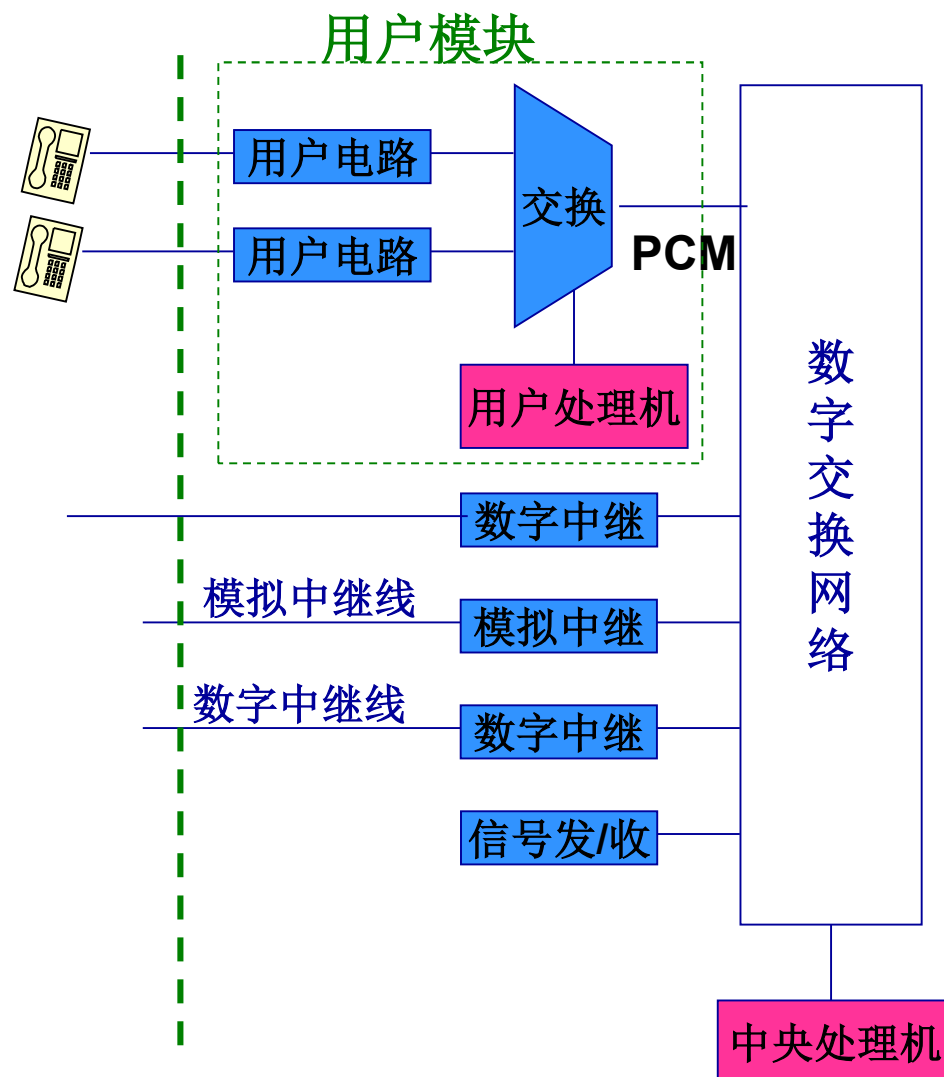 用户模块
用户电路
交换
用户电路
PCM
用户处理机
数字交换网络
数字中继
模拟中继线
模拟中继
数字中继线
数字中继
信号发/收
中央处理机